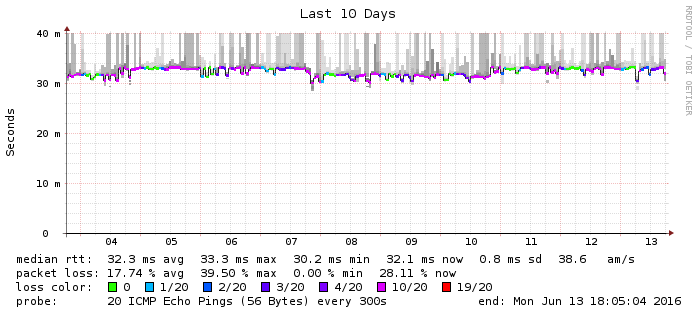 Last 10 Days
RRDTOOL / TOBI OETIKER
Seconds
40 m
30 m
20 m
10 m
0
04 05 06 07 08 09 10 11 12 13
median rtt: 32.3 ms avg 33.3 ms max 30.2 ms min 32.1 ms now 0.8 ms sd 38.6 am/s
packet loss: 17.74 % avg 39.50 % max 0.00 % min 28.11 % now
loss color: 0 1/20 2/20 3/20 4/20 10/20 19/20
probe: 20 ICMP Echo Pings (56 Bytes) every 300s end: Mon Jun 13 18:05:04 2016